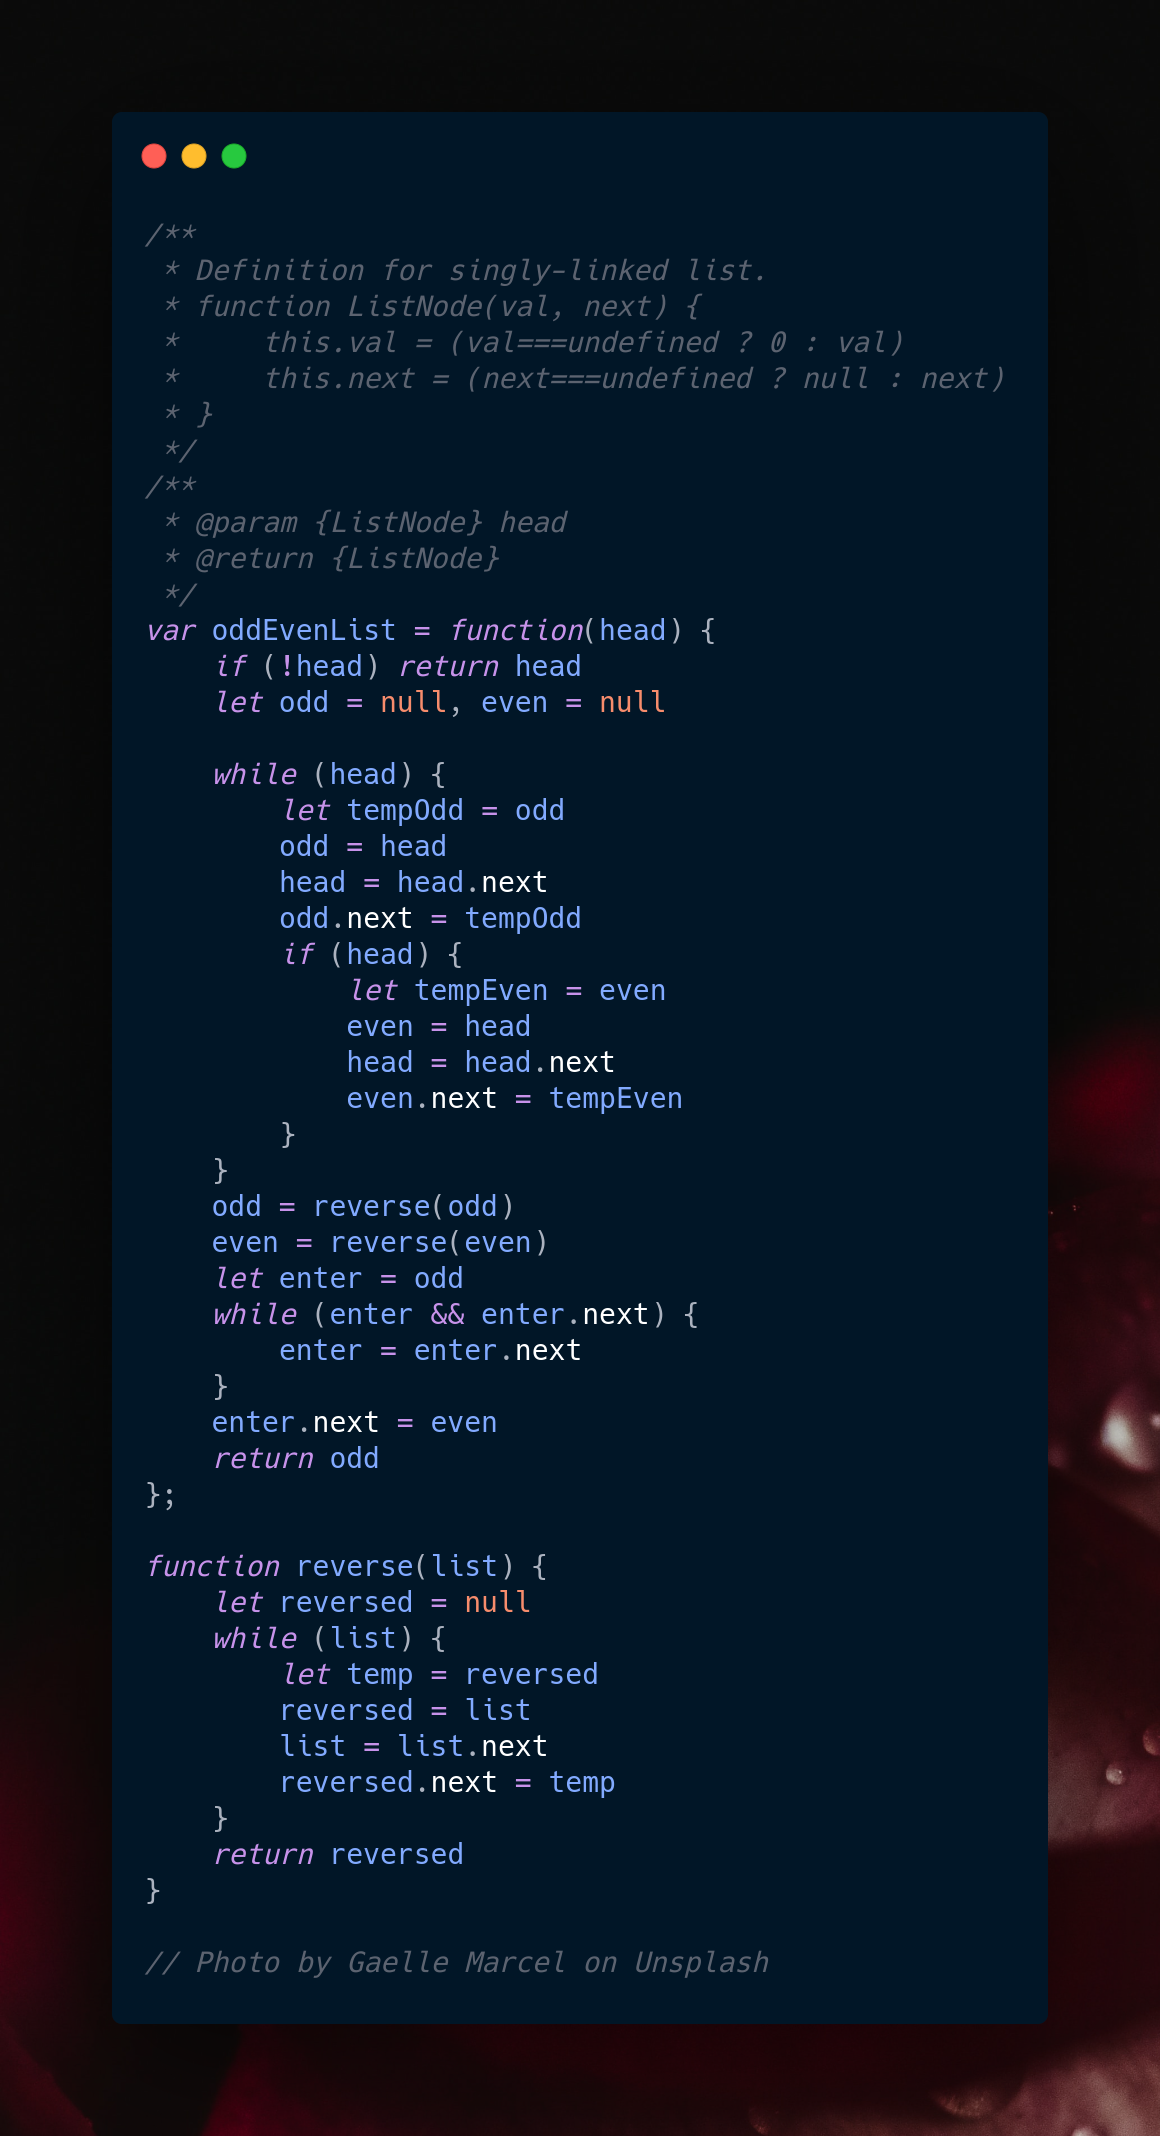 /**
 * Definition for singly-linked list.
 * function ListNode(val, next) {
 *     this.val = (val===undefined ? 0 : val)
 *     this.next = (next===undefined ? null : next)
 * }
 */
/**
 * @param {ListNode} head
 * @return {ListNode}
 */
var oddEvenList = function(head) {
    if (!head) return head
    let odd = null, even = null

    while (head) {
        let tempOdd = odd
        odd = head
        head = head.next
        odd.next = tempOdd
        if (head) {
            let tempEven = even
            even = head
            head = head.next
            even.next = tempEven
        }
    }
    odd = reverse(odd)
    even = reverse(even)
    let enter = odd
    while (enter && enter.next) {
        enter = enter.next
    }
    enter.next = even
    return odd
};

function reverse(list) {
    let reversed = null
    while (list) {
        let temp = reversed
        reversed = list
        list = list.next
        reversed.next = temp
    }
    return reversed
}

// Photo by Gaelle Marcel on Unsplash